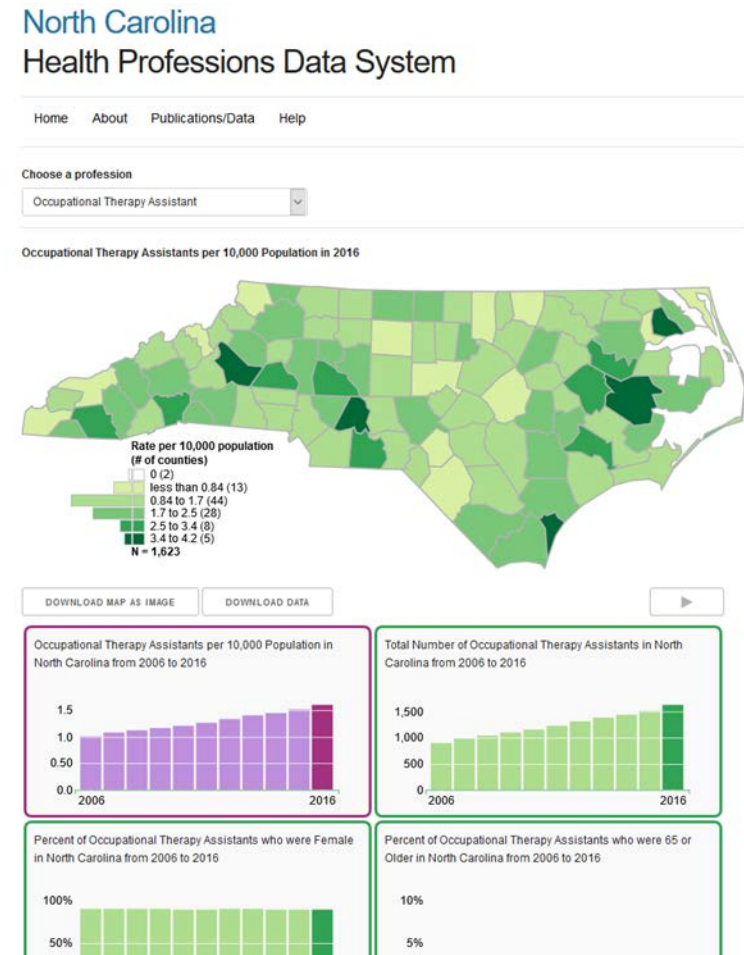 North Carolina
Health Professions Data System
Home About Publications/Data Help
Choose a profession
Occupational Therapy Assistant
Occupational Therapy Assistants per 10,000 Population in 2016
Rate per 10,000 population
(# of counties)
0 (2)
less than 0.84 (13)
0.84 to 1.7 (44)
1.7 to 2.5 (28)
2.5 to 3.4 (8)
3.4 to 4.2 (5)
N = 1,623
DOWNLOAD MAP AS IMAGE DOWNLOAD DATA
Occupational Therapy Assistants per 10,000 Population in
North Carolina from 2006 to 2016
1.5
1.0
0.50
0.0
2006 2016
Total Number of Occupational Therapy Assistants in North
Carolina from 2006 to 2016
1,500
1,000
500
0
2006 2016
Percent of Occupational Therapy Assistants who were Female
in North Carolina from 2006 to 2016
100%
50%
Percent of Occupational Therapy Assistants who were 65 or
Older in North Carolina from 2006 to 2016
10%
5%